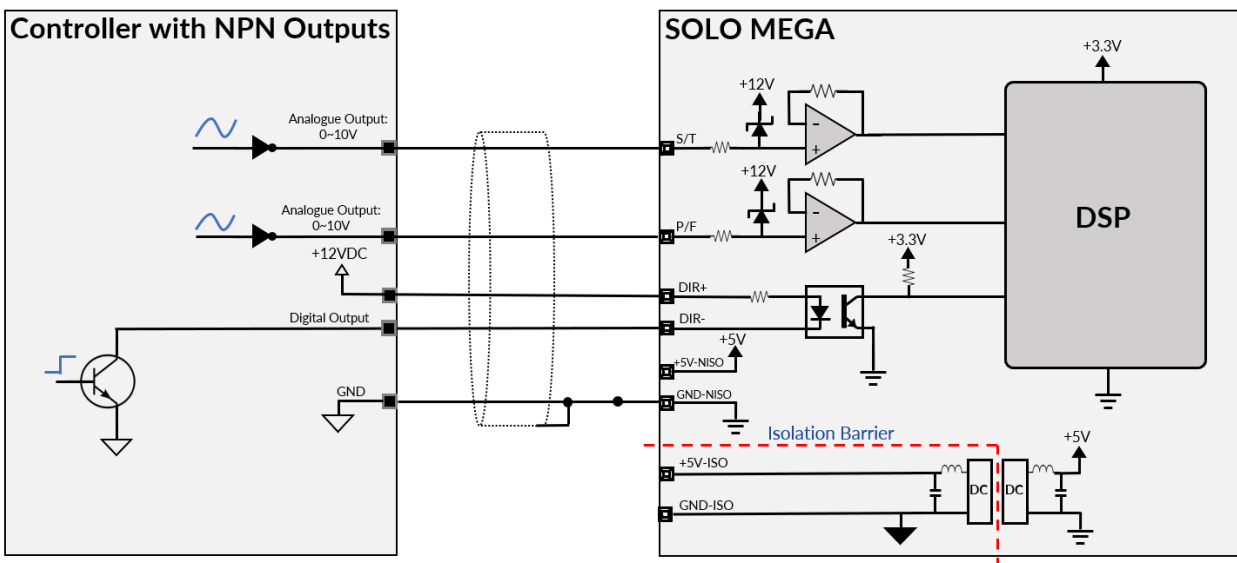 Controller with NPN Outputs
SOLO MEGA
+3.3V
+12V
Analogue Output:
0~10V
S/T
-
+
+12V
Analogue Output:
0~10V
P/F
-
+
DSP
+3.3V
+12VDC
DIR+
Digital Output
DIR-
+5V
+5V-NISO
GND
GND-NISO
Isolation Barrier
+5V
+5V-ISO
DC
DC
GND-ISO